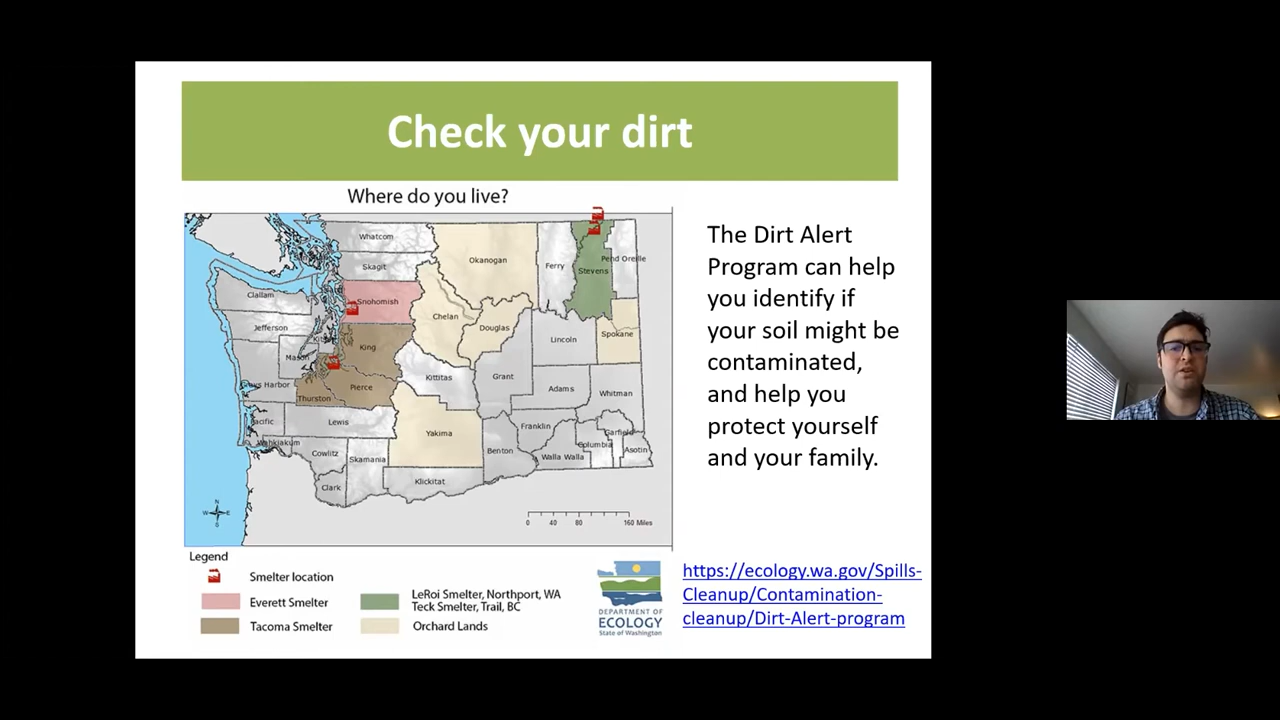 Check your dirt
Where do you live?
Whatcom
Okanogan
Ferry
Pend Oreille
Skagit
Stevens
Clallam
Snohomish
Chelan
Douglas
Jefferson
Spokane
King
Lincoln
Mason
Kittitas
Grant
Adams
Whitman
Pierce
Thurston
Pacific
Lewis
Yakima
Franklin
Garfield
Columbia
Asotin
Wahkiakum
Cowlitz
Skamania
Benton
Walla Walla
Clark
Klickitat
N
W
E
0 40 80 160 Miles
The Dirt Alert
Program can help
you identify if
your soil might be
contaminated,
and help you
protect yourself
and your family.
Legend
Smelter location
Everett Smelter
Tacoma Smelter
LeRoi Smelter, Northport, WA
Teck Smelter, Trail, BC
Orchard Lands
DEPARTMENT OF
ECOLOGY
State of Washington
https://ecology.wa.gov/Spills-
Cleanup/Contamination-
cleanup/Dirt-Alert-program